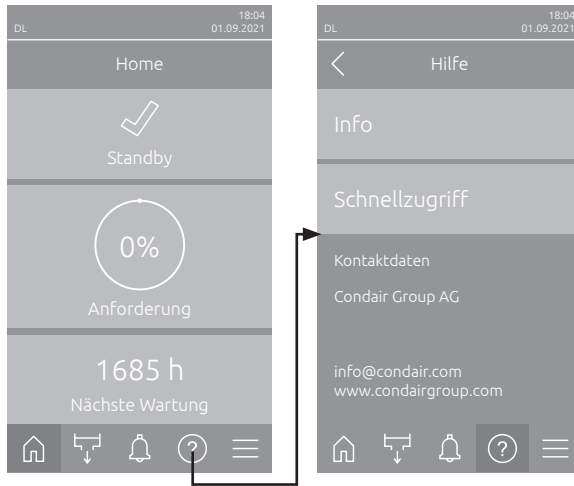 18:04
DL 01.09.2021
Home
Standby
0%
Anforderung
1685 h
Nächste Wartung
?
18:04
DL 01.09.2021
Hilfe
Info
Schnellzugriff
Kontaktdaten
Condair Group AG
info@condair.com
www.condairgroup.com
?